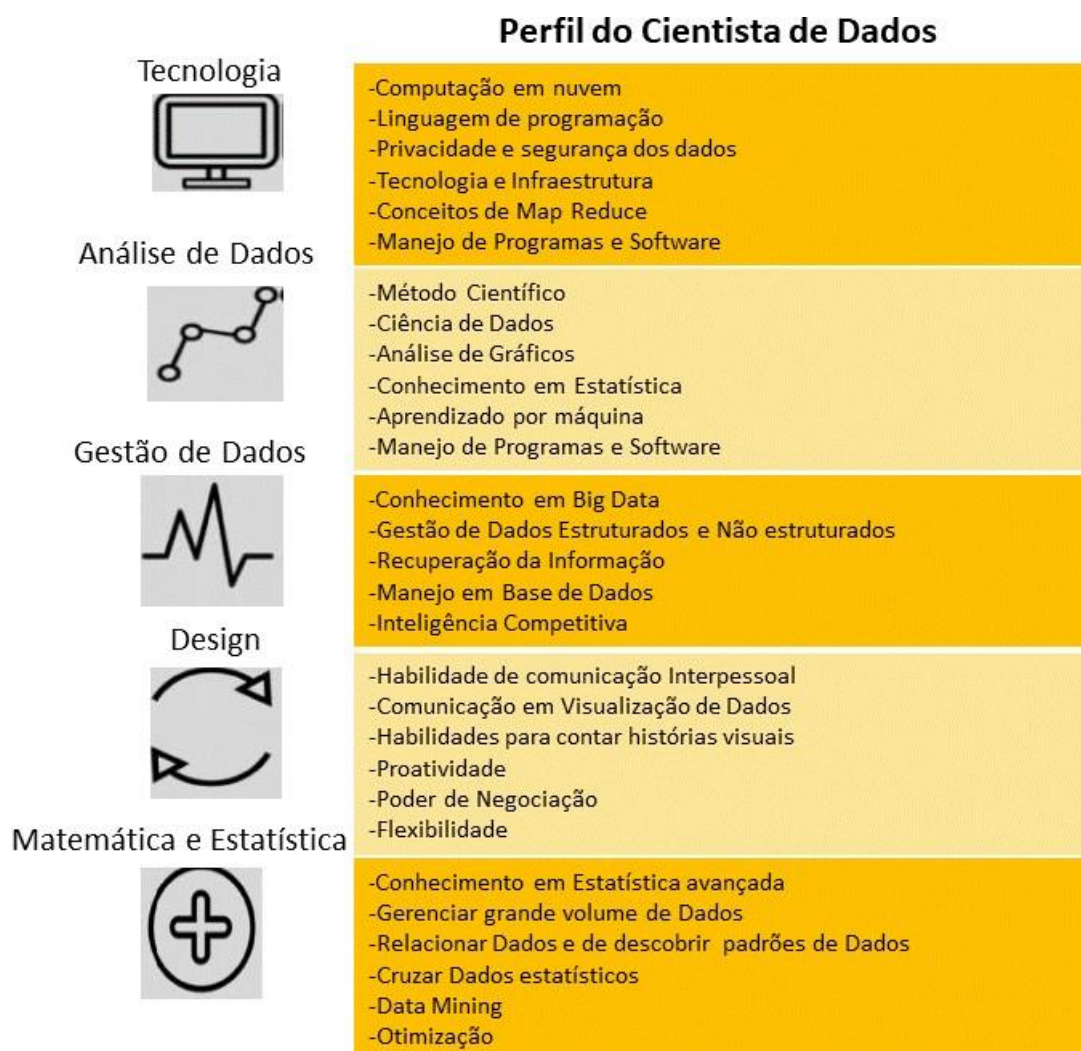 Perfil do Cientista de Dados
Tecnologia
-Computação em nuvem
-Linguagem de programação
-Privacidade e segurança dos dados
-Tecnologia e Infraestrutura
-Conceitos de Map Reduce
-Manejo de Programas e Software
Análise de Dados
-Método Científico
-Ciência de Dados
-Análise de Gráficos
-Conhecimento em Estatística
-Aprendizado por máquina
-Manejo de Programas e Software
Gestão de Dados
-Conhecimento em Big Data
-Gestão de Dados Estruturados e Não estruturados
-Recuperação da Informação
-Manejo em Base de Dados
-Inteligência Competitiva
Design
-Habilidade de comunicação Interpessoal
-Comunicação em Visualização de Dados
-Habilidades para contar histórias visuais
-Proatividade
-Poder de Negociação
-Flexibilidade
Matemática e Estatística
-Conhecimento em Estatística avançada
-Gerenciar grande volume de Dados
-Relacionar Dados e de descobrir padrões de Dados
-Cruzar Dados estatísticos
-Data Mining
-Otimização